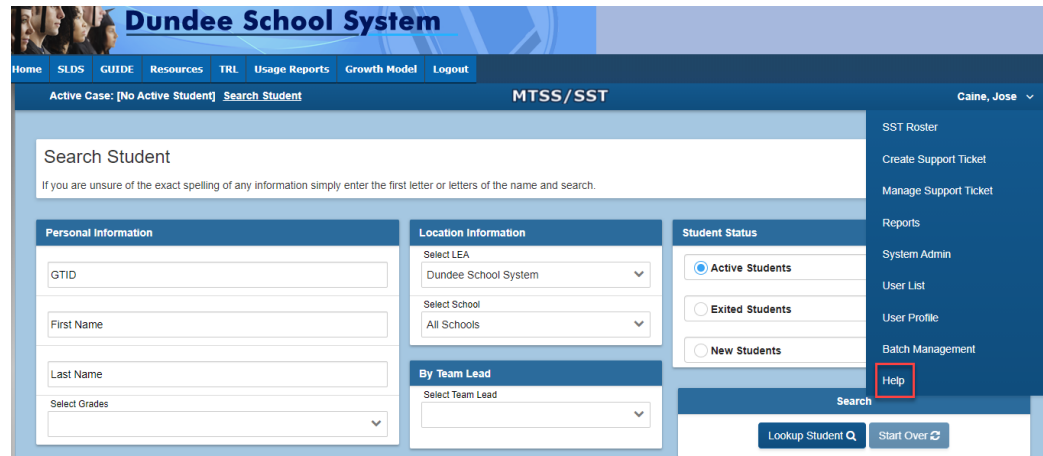 Dundee School System
Home SLDS GUIDE Resources TRL Usage Reports Growth Model Logout
Active Case: [No Active Student] Search Student MTSS/SST Caine, Jose
SST Roster
Create Support Ticket
Manage Support Ticket
Reports
System Admin
User List
User Profile
Batch Management
Help
Search Student
If you are unsure of the exact spelling of any information simply enter the first letter or letters of the name and search.
Personal Information
GTID
First Name
Last Name
Select Grades
Location Information
Select LEA
Dundee School System
Select School
All Schools
By Team Lead
Select Team Lead
Student Status
Active Students
Exited Students
New Students
Search
Lookup Student Start Over